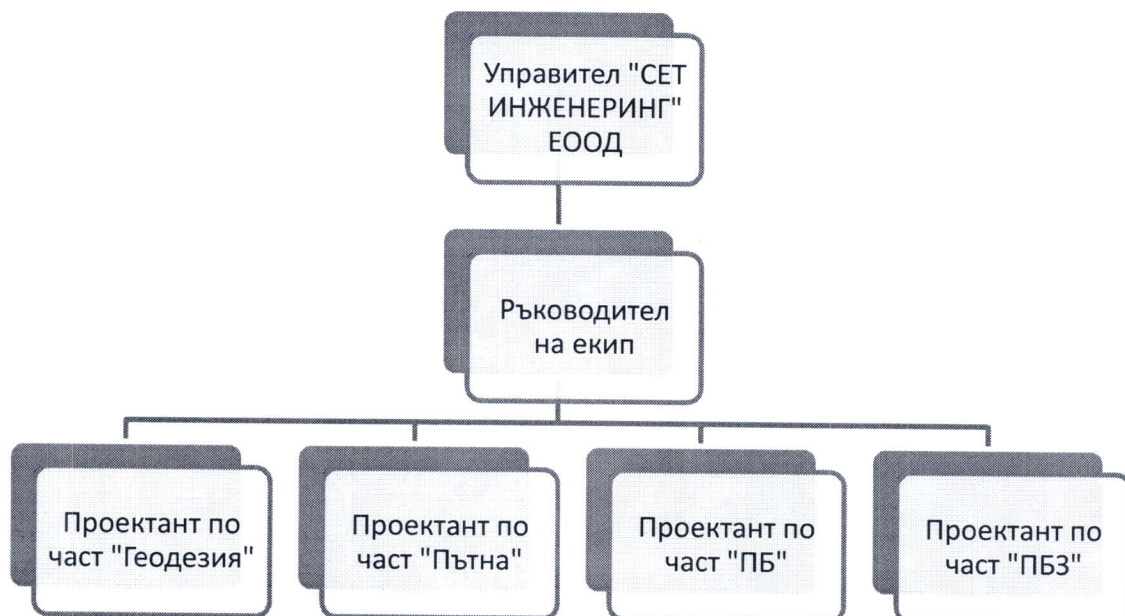 Управител "СЕТ
ИНЖЕНЕРИНГ"
ЕООД
Ръководител
на екип
Проектант по
част "Геодезия"
Проектант по
част "Пътна"
Проектант по
част "ПБ"
Проектант по
част "ПБЗ"